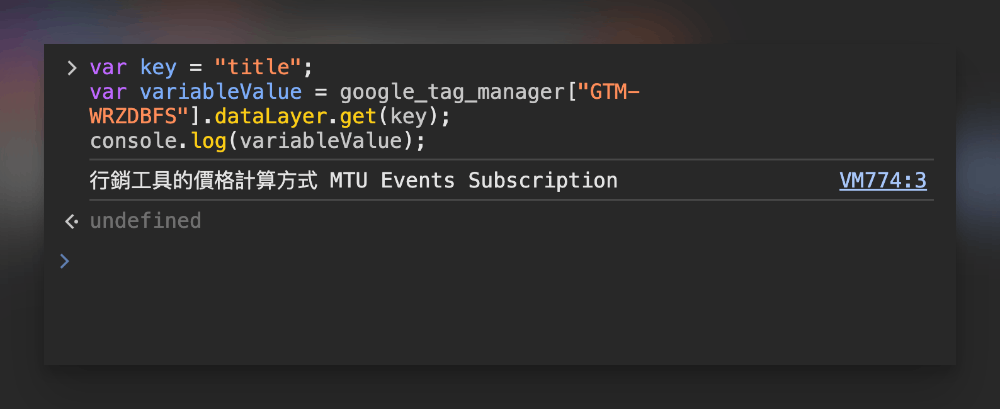 var key = "title";
var variableValue = google_tag_manager["GTM-
WRZDBFS"].dataLayer.get(key);
console.log(variableValue);
行銷工具的價格計算方式 MTU Events Subscription VM774:3
undefined